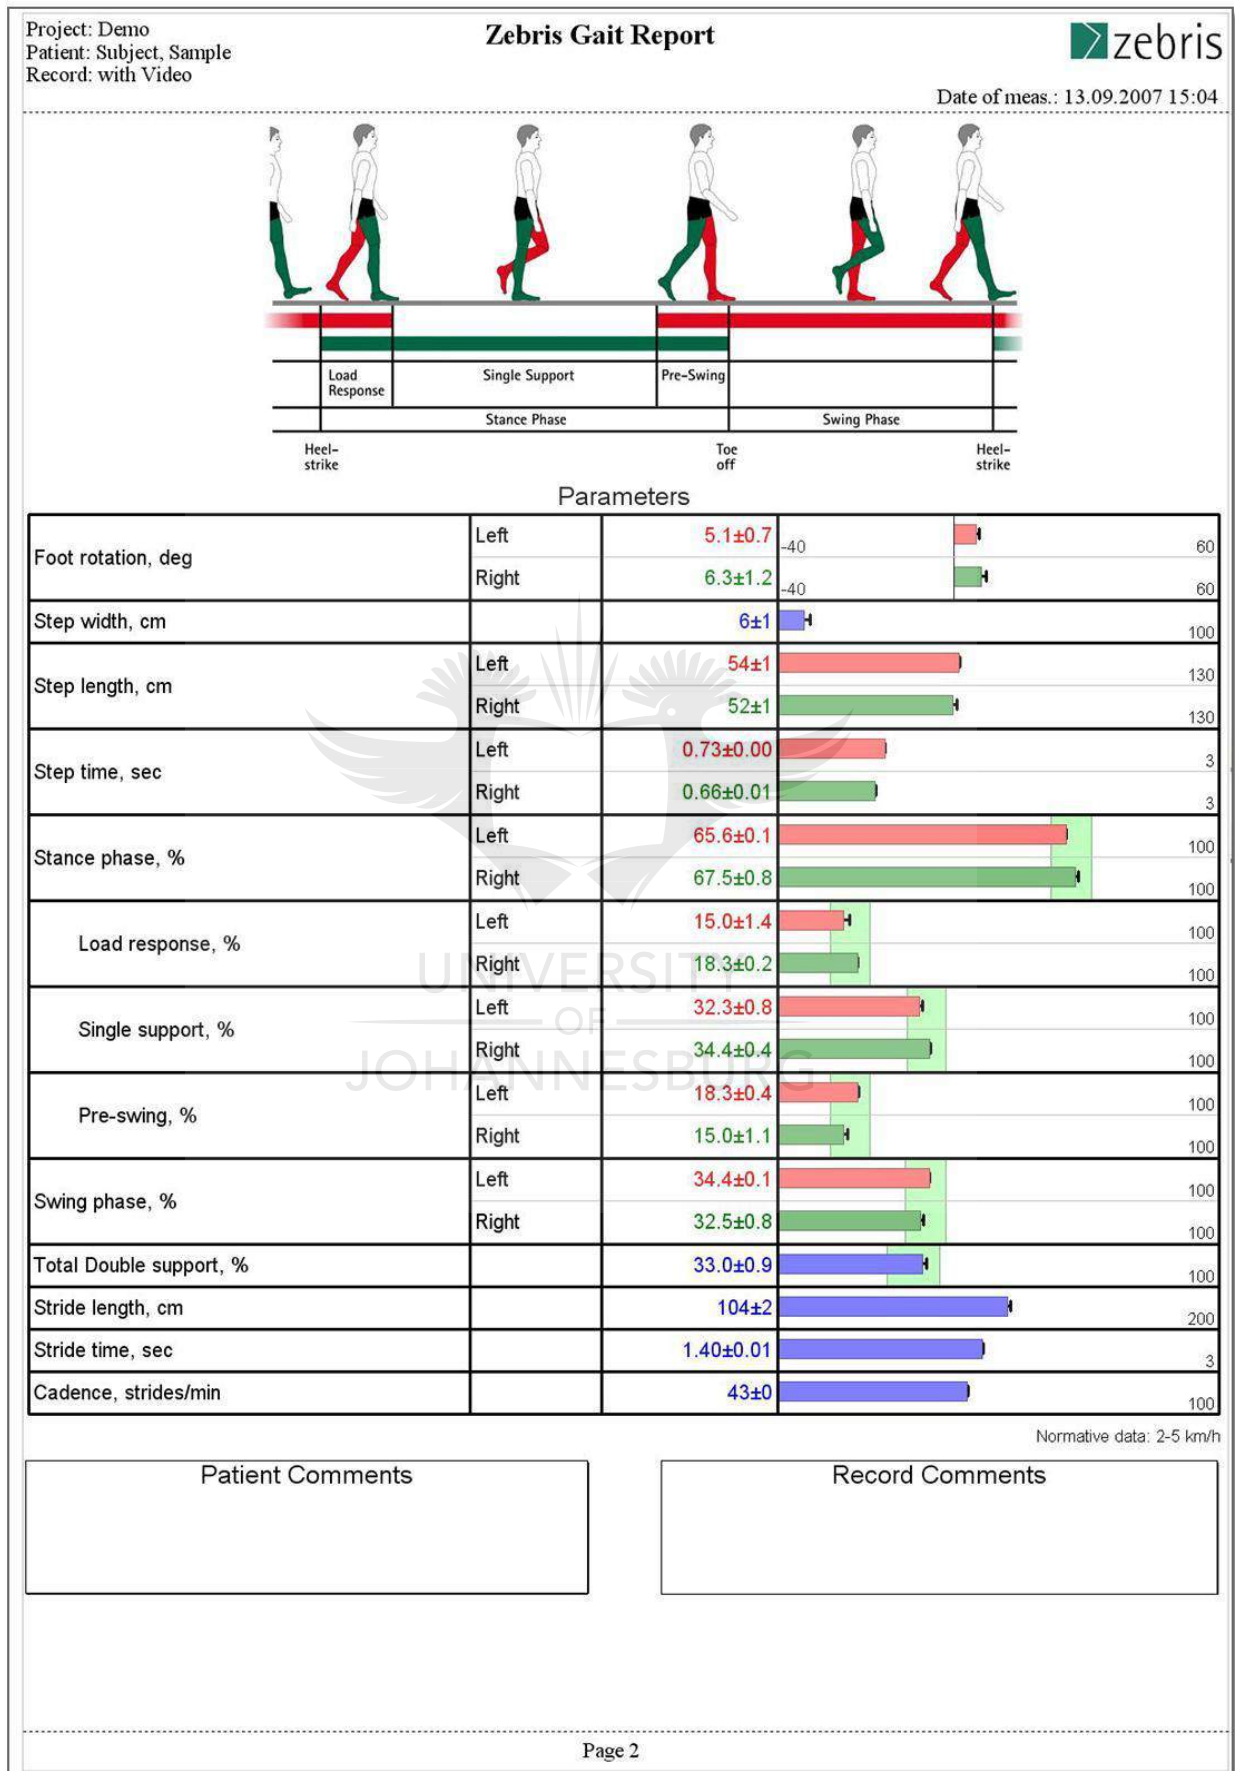 Project: Demo
Patient: Subject, Sample
Record: with Video
Zebris Gait Report
zebris
Date of meas.: 13.09.2007 15:04
Load Response
Single Support
Pre-Swing
Stance Phase
Swing Phase
Heel-strike
Toe off
Heel-strike
Parameters
Foot rotation, deg
Left 5.1±0.7 -40 60
Right 6.3±1.2 -40 60
Step width, cm 6±1 100
Step length, cm
Left 54±1 130
Right 52±1 130
Step time, sec
Left 0.73±0.00 3
Right 0.66±0.01 3
Stance phase, %
Left 65.6±0.1 100
Right 67.5±0.8 100
Load response, %
Left 15.0±1.4 100
Right 18.3±0.2 100
Single support, %
Left 32.3±0.8 100
Right 34.4±0.4 100
Pre-swing, %
Left 18.3±0.4 100
Right 15.0±1.1 100
Swing phase, %
Left 34.4±0.1 100
Right 32.5±0.8 100
Total Double support, % 33.0±0.9 100
Stride length, cm 104±2 200
Stride time, sec 1.40±0.01 3
Cadence, strides/min 43±0 100
UNIVERSITY
OF
JOHANNESBURG
Normative data: 2-5 km/h
Patient Comments
Record Comments
Page 2